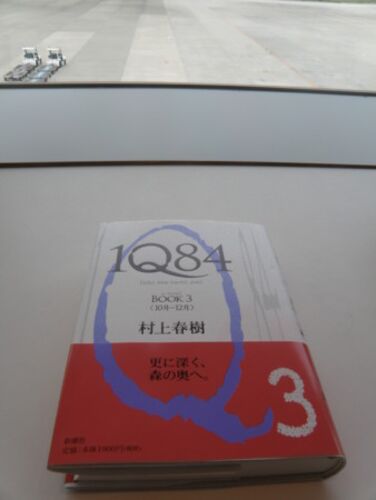 1Q84
BOOK 3
〈10月-12月〉
村上春樹
更に深く、
森の奥へ。
3
新潮社